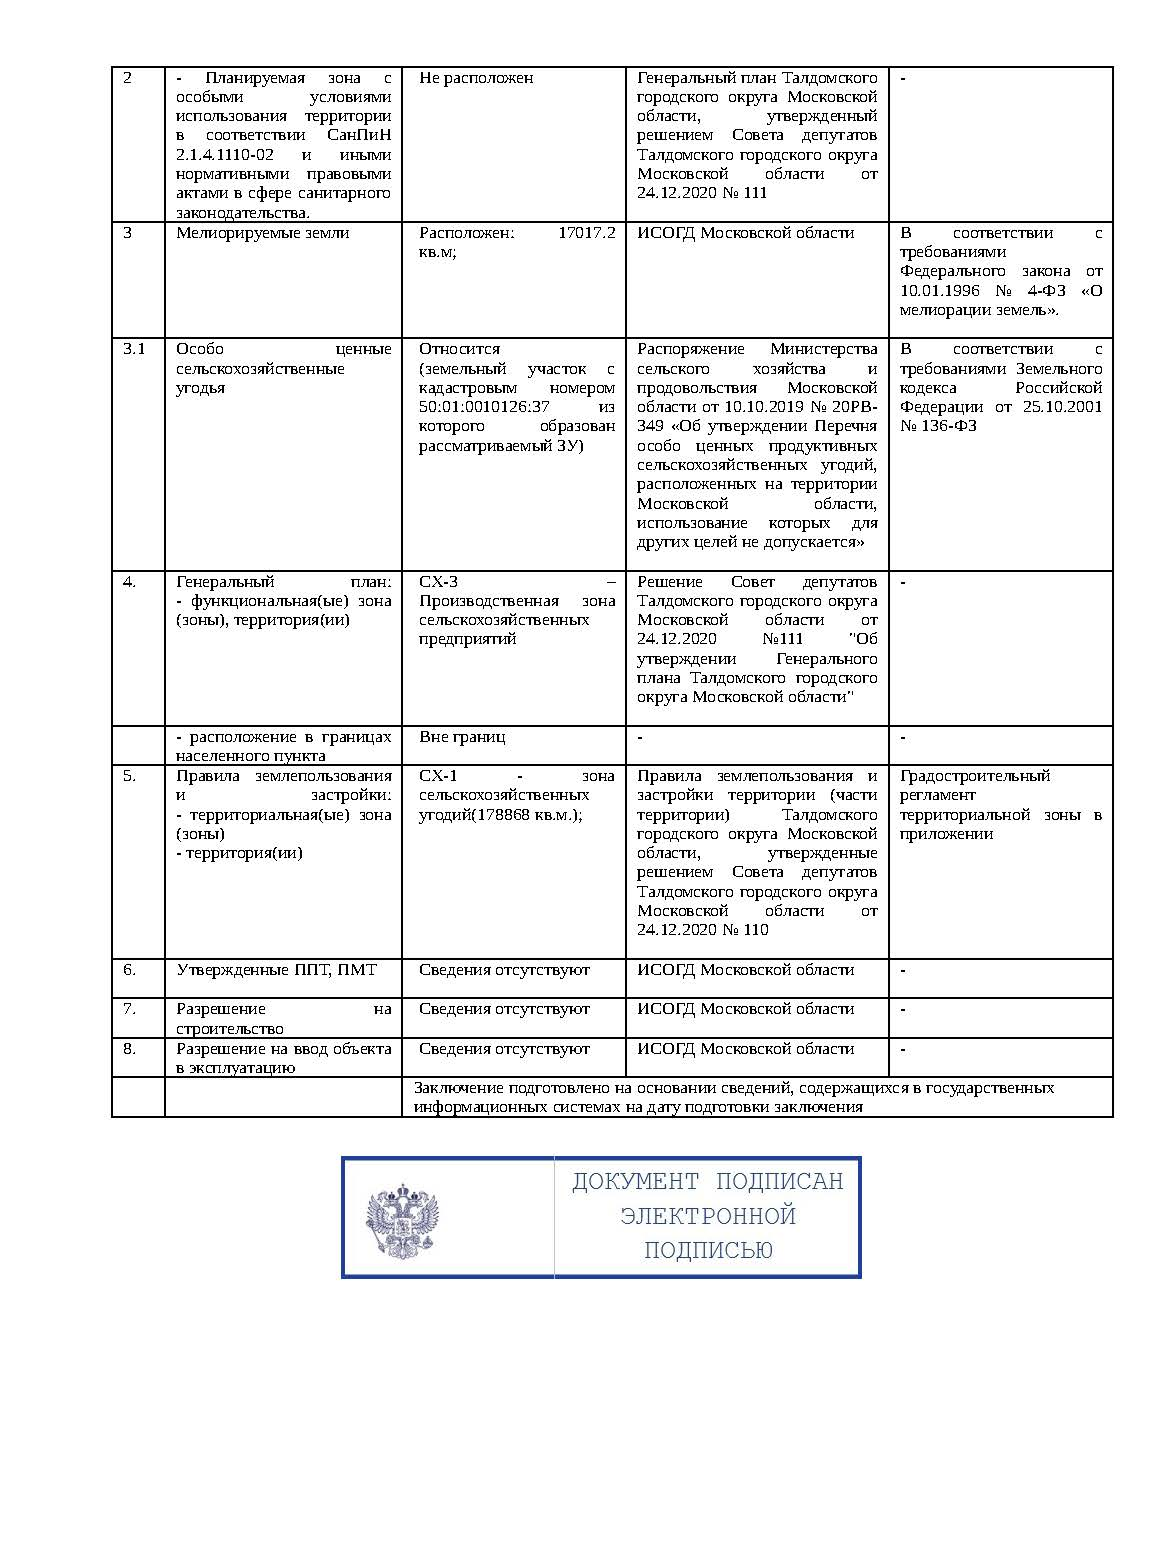 2
- Планируемая зона с
особыми условиями
использования территории
в соответствии СанПиН
2.1.4.1110-02 и иными
нормативными правовыми
актами в сфере санитарного
законодательства.
Не расположен
Генеральный план Талдомского
городского округа Московской
области, утвержденный
решением Совета депутатов
Талдомского городского округа
Московской области от
24.12.2020 № 111
-
3
Мелиорируемые земли
Расположен: 17017.2
кв.м;
ИСОГД Московской области
В соответствии с
требованиями
Федерального закона от
10.01.1996 № 4-ФЗ «О
мелиорации земель».
3.1
Особо ценные
сельскохозяйственные
угодья
Относится
(земельный участок с
кадастровым номером
50:01:0010126:37 из
которого образован
рассматриваемый ЗУ)
Распоряжение Министерства
сельского хозяйства и
продовольствия Московской
области от 10.10.2019 № 20РВ-
349 «Об утверждении Перечня
особо ценных продуктивных
сельскохозяйственных угодий,
расположенных на территории
Московской области,
использование которых для
других целей не допускается»
В соответствии с
требованиями Земельного
кодекса Российской
Федерации от 25.10.2001
№ 136-ФЗ
4.
Генеральный план:
- функциональная(ые) зона
(зоны), территория(ии)
СХ-3 –
Производственная зона
сельскохозяйственных
предприятий
Решение Совет депутатов
Талдомского городского округа
Московской области от
24.12.2020 №111 "Об
утверждении Генерального
плана Талдомского городского
округа Московской области"
-
- расположение в границах
населенного пункта
Вне границ
-
-
5.
Правила землепользования
и застройки:
- территориальная(ые) зона
(зоны)
- территория(ии)
СХ-1 - зона
сельскохозяйственных
угодий(178868 кв.м.);
Правила землепользования и
застройки территории (части
территории) Талдомского
городского округа Московской
области, утвержденные
решением Совета депутатов
Талдомского городского округа
Московской области от
24.12.2020 № 110
Градостроительный
регламент
территориальной зоны в
приложении
6.
Утвержденные ППТ, ПМТ
Сведения отсутствуют
ИСОГД Московской области
-
7.
Разрешение на
строительство
Сведения отсутствуют
ИСОГД Московской области
-
8.
Разрешение на ввод объекта
в эксплуатацию
Сведения отсутствуют
ИСОГД Московской области
-
Заключение подготовлено на основании сведений, содержащихся в государственных
информационных системах на дату подготовки заключения
ДОКУМЕНТ ПОДПИСАН
ЭЛЕКТРОННОЙ
ПОДПИСЬЮ